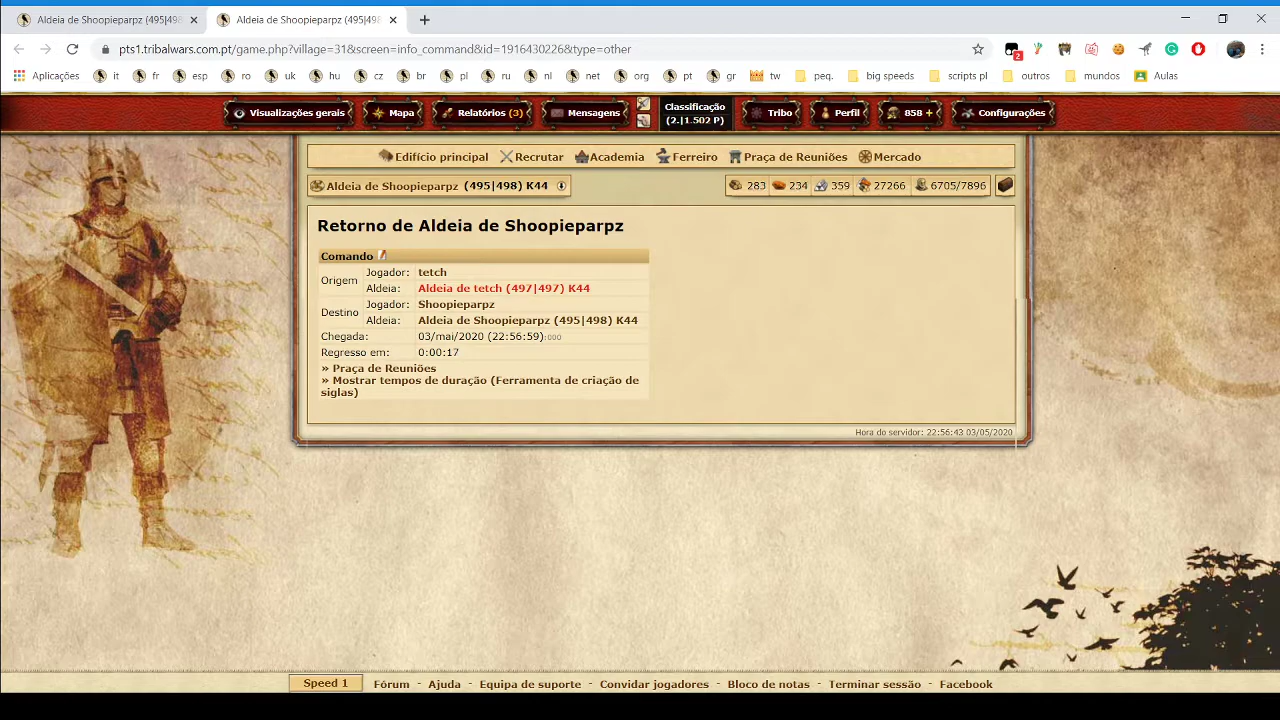 Aldeia de Shoopieparpz (495|498
Aldeia de Shoopieparpz (495|498
pts1.tribalwars.com.pt/game.php?village=31&screen=info_command&id=1916430226&type=other
2
Aplicações it fr esp ro uk hu cz br pl ru nl net org pt gr tw peq. big speeds scripts pl outros mundos Aulas
Visualizações gerais Mapa Relatórios (3) Mensagens Classificação Tribo Perfil 858 + Configurações
(2.|1.502 P)
Edifício principal Recrutar Academia Ferreiro Praça de Reuniões Mercado
Aldeia de Shoopieparpz (495|498) K44 283 234 359 27266 6705/7896
Retorno de Aldeia de Shoopieparpz
Comando
Origem Jogador: tetch
Aldeia: Aldeia de tetch (497|497) K44
Destino Jogador: Shoopieparpz
Aldeia: Aldeia de Shoopieparpz (495|498) K44
Chegada: 03/mai/2020 (22:56:59):000
Regresso em: 0:00:17
» Praça de Reuniões
» Mostrar tempos de duração (Ferramenta de criação de
siglas)
Hora do servidor: 22:56:43 03/05/2020
Speed 1 Fórum - Ajuda - Equipa de suporte - Convidar jogadores - Bloco de notas - Terminar sessão - Facebook